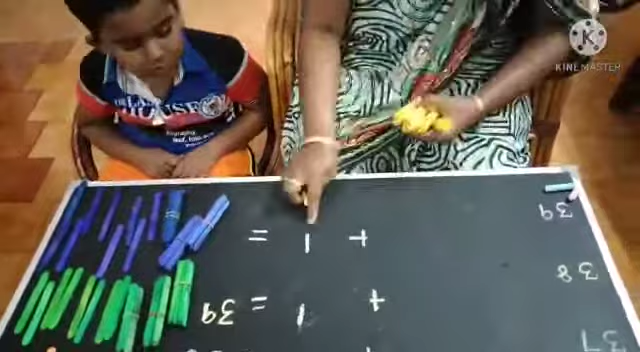 KINEMASTER
37 +
38 + 1 = 39
39 + 1 =